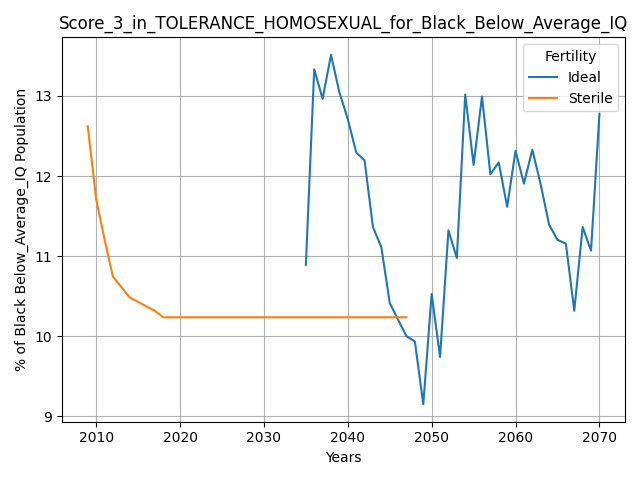 Score_3_in_TOLERANCE_HOMOSEXUAL_for_Black_Below_Average_IQ
Fertility
Ideal
Sterile
% of Black Below_Average_IQ Population
13
12
11
10
9
2010 2020 2030 2040 2050 2060 2070
Years